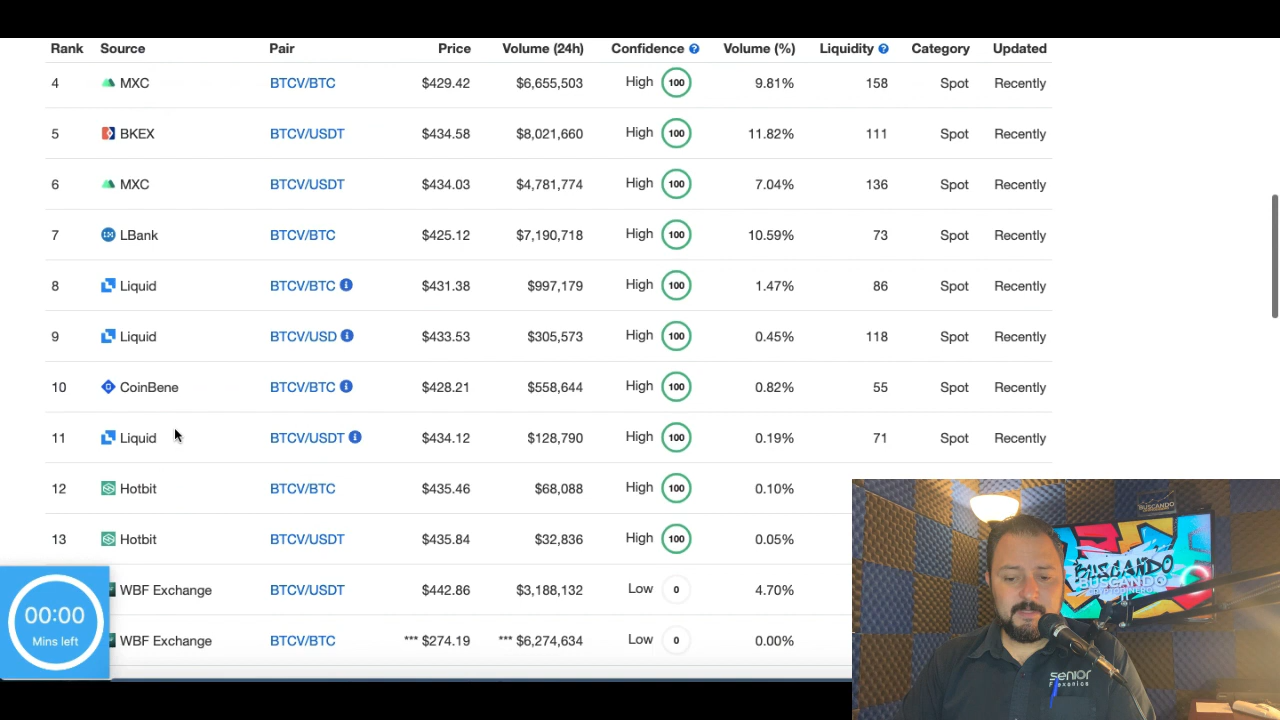 Rank Source Pair Price Volume (24h) Confidence ? Volume (%) Liquidity ? Category Updated
4 MXC BTCV/BTC $429.42 $6,655,503 High 100 9.81% 158 Spot Recently
5 BKEX BTCV/USDT $434.58 $8,021,660 High 100 11.82% 111 Spot Recently
6 MXC BTCV/USDT $434.03 $4,781,774 High 100 7.04% 136 Spot Recently
7 LBank BTCV/BTC $425.12 $7,190,718 High 100 10.59% 73 Spot Recently
8 Liquid BTCV/BTC i $431.38 $997,179 High 100 1.47% 86 Spot Recently
9 Liquid BTCV/USD i $433.53 $305,573 High 100 0.45% 118 Spot Recently
10 CoinBene BTCV/BTC i $428.21 $558,644 High 100 0.82% 55 Spot Recently
11 Liquid BTCV/USDT i $434.12 $128,790 High 100 0.19% 71 Spot Recently
12 Hotbit BTCV/BTC $435.46 $68,088 High 100 0.10%
13 Hotbit BTCV/USDT $435.84 $32,836 High 100 0.05%
WBF Exchange BTCV/USDT $442.86 $3,188,132 Low 0 4.70%
WBF Exchange BTCV/BTC *** $274.19 *** $6,274,634 Low 0 0.00%
00:00
Mins left
BUSCANDO
BUSCANDO
BUSCANDO
senior